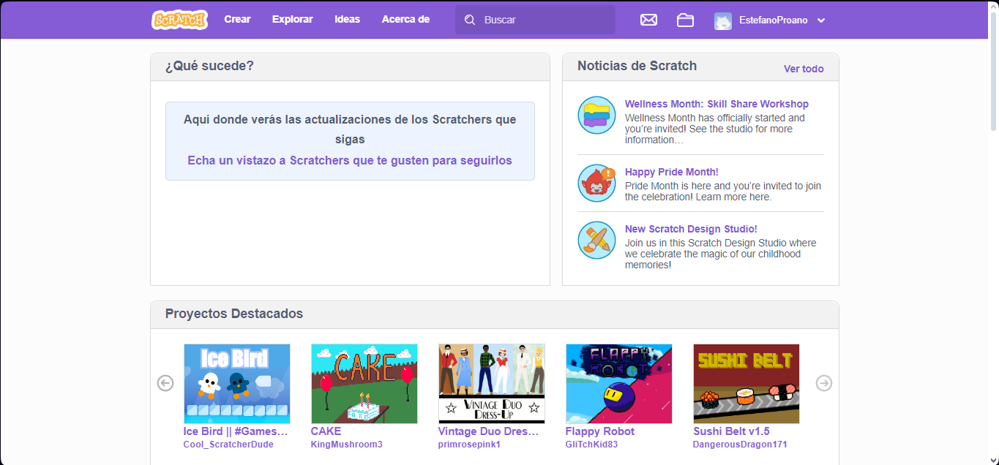 SCRATCH Crear Explorar Ideas Acerca de Buscar EstefanoProano
¿Qué sucede?
Aquí donde verás las actualizaciones de los Scratchers que
sigas
Echa un vistazo a Scratchers que te gusten para seguirlos
Noticias de Scratch Ver todo
Wellness Month: Skill Share Workshop
Wellness Month has officially started and
you’re invited! See the studio for more
information…
Happy Pride Month!
Pride Month is here and you’re invited to join
the celebration! Learn more here.
New Scratch Design Studio!
Join us in this Scratch Design Studio where
we celebrate the magic of our childhood
memories!
Proyectos Destacados
Ice Bird
Ice Bird || #Games…
Cool_ScratcherDude
CAKE
CAKE
CAKE
KingMushroom3
Vintage Duo
Dress-Up
Vintage Duo Dres…
primrosepink1
FLAPPY
ROBOT
Flappy Robot
GliTchKid83
SUSHI BELT
Sushi Belt v1.5
DangerousDragon171